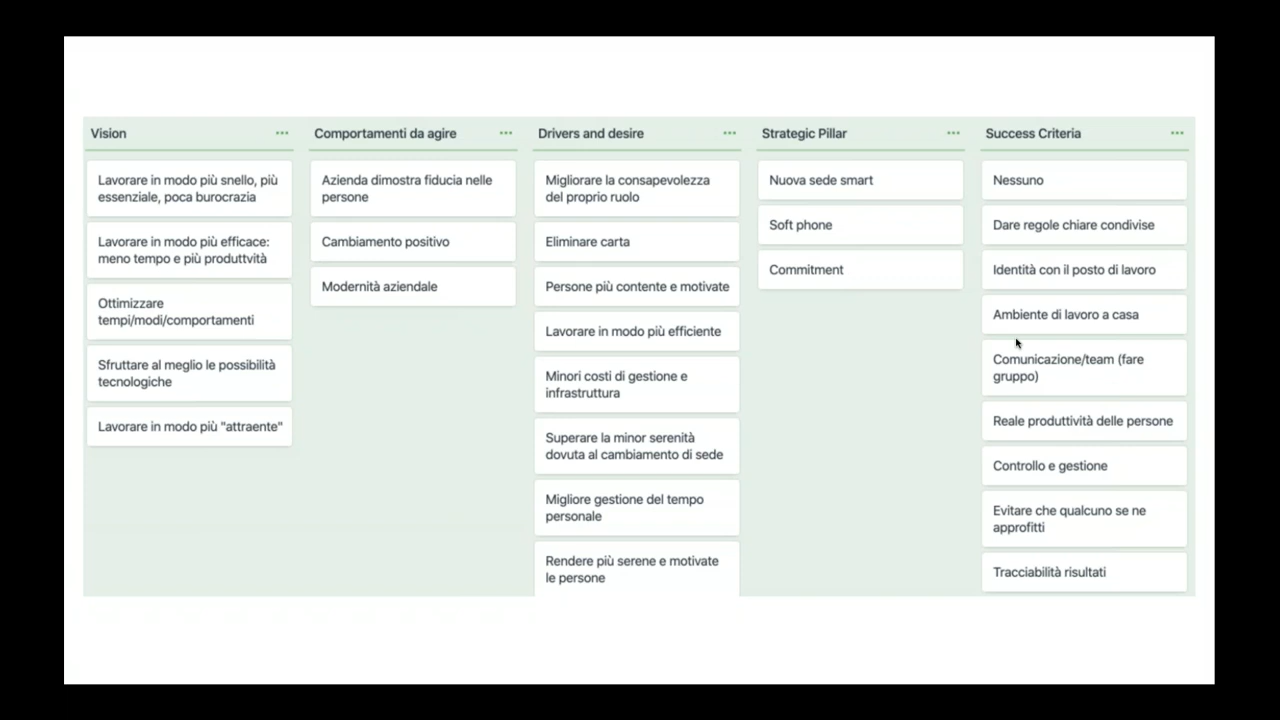 Vision
Lavorare in modo più snello, più
essenziale, poca burocrazia
Lavorare in modo più efficace:
meno tempo e più produttvità
Ottimizzare
tempi/modi/comportamenti
Sfruttare al meglio le possibilità
tecnologiche
Lavorare in modo più "attraente"
Comportamenti da agire
Azienda dimostra fiducia nelle
persone
Cambiamento positivo
Modernità aziendale
Drivers and desire
Migliorare la consapevolezza
del proprio ruolo
Eliminare carta
Persone più contente e motivate
Lavorare in modo più efficiente
Minori costi di gestione e
infrastruttura
Superare la minor serenità
dovuta al cambiamento di sede
Migliore gestione del tempo
personale
Rendere più serene e motivate
le persone
Strategic Pillar
Nuova sede smart
Soft phone
Commitment
Success Criteria
Nessuno
Dare regole chiare condivise
Identità con il posto di lavoro
Ambiente di lavoro a casa
Comunicazione/team (fare
gruppo)
Reale produttività delle persone
Controllo e gestione
Evitare che qualcuno se ne
approfitti
Tracciabilità risultati